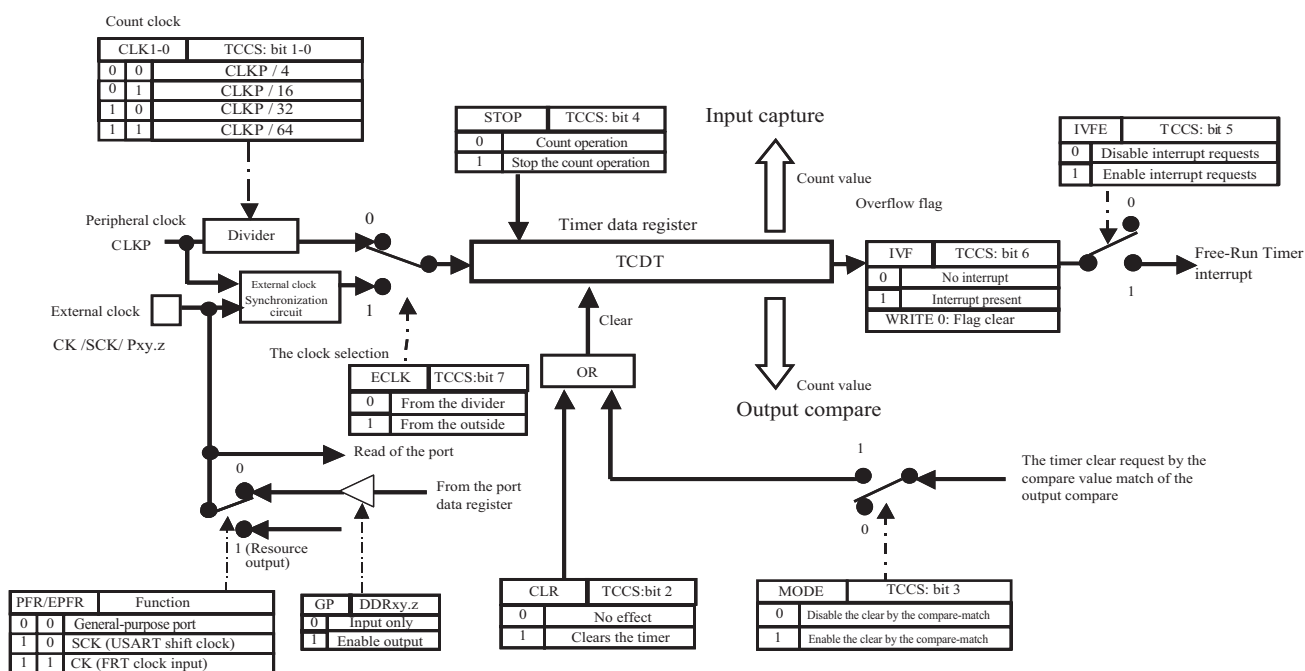 Count clock
CLK1-0 TCCS: bit 1-0
0 0 CLKP / 4
0 1 CLKP / 16
1 0 CLKP / 32
1 1 CLKP / 64
STOP TCCS: bit 4
0 Count operation
1 Stop the count operation
Input capture
Count value
Overflow flag
IVFE TCCS: bit 5
0 Disable interrupt requests
1 Enable interrupt requests
Peripheral clock
CLKP
Divider
0
Timer data register
TCDT
IVF TCCS: bit 6
0 No interrupt
1 Interrupt present
WRITE 0: Flag clear
0
1
Free-Run Timer
interrupt
External clock
Synchronization
circuit
1
External clock
CK /SCK/ Pxy.z
The clock selection
ECLK TCCS:bit 7
0 From the divider
1 From the outside
Clear
OR
Count value
Output compare
Read of the port
0
From the port
data register
1 (Resource
output)
1
0
The timer clear request by the
compare value match of the
output compare
PFR/EPFR Function
0 0 General-purpose port
1 0 SCK (USART shift clock)
1 1 CK (FRT clock input)
GP DDRxy.z
0 Input only
1 Enable output
CLR TCCS:bit 2
0 No effect
1 Clears the timer
MODE TCCS: bit 3
0 Disable the clear by the compare-match
1 Enable the clear by the compare-match